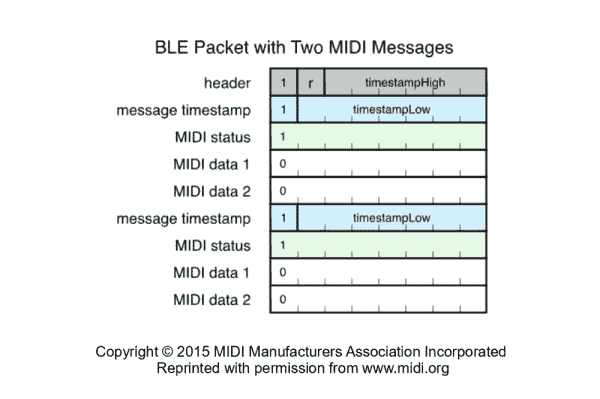 BLE Packet with Two MIDI Messages
header 1 r timestampHigh
message timestamp 1 timestampLow
MIDI status 1
MIDI data 1 0
MIDI data 2 0
message timestamp 1 timestampLow
MIDI status 1
MIDI data 1 0
MIDI data 2 0
Copyright © 2015 MIDI Manufacturers Association Incorporated
Reprinted with permission from www.midi.org